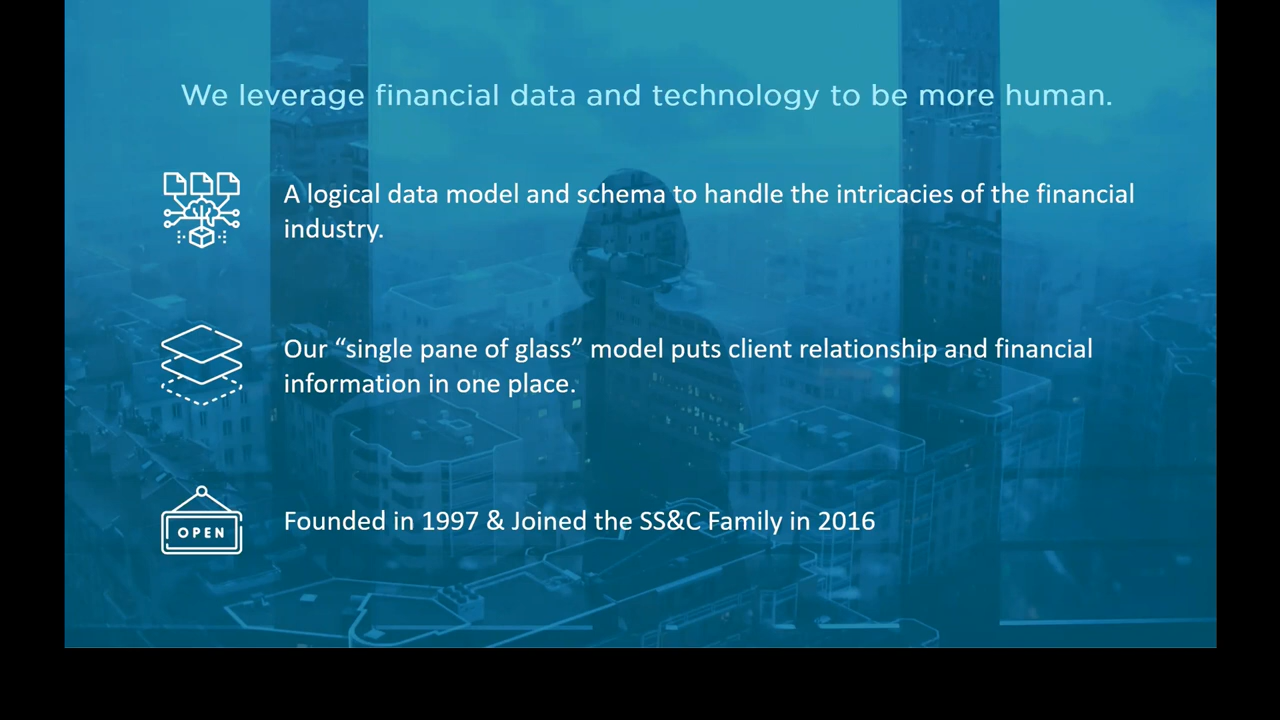 We leverage financial data and technology to be more human.
A logical data model and schema to handle the intricacies of the financial
industry.
Our “single pane of glass” model puts client relationship and financial
information in one place.
OPEN
Founded in 1997 & Joined the SS&C Family in 2016